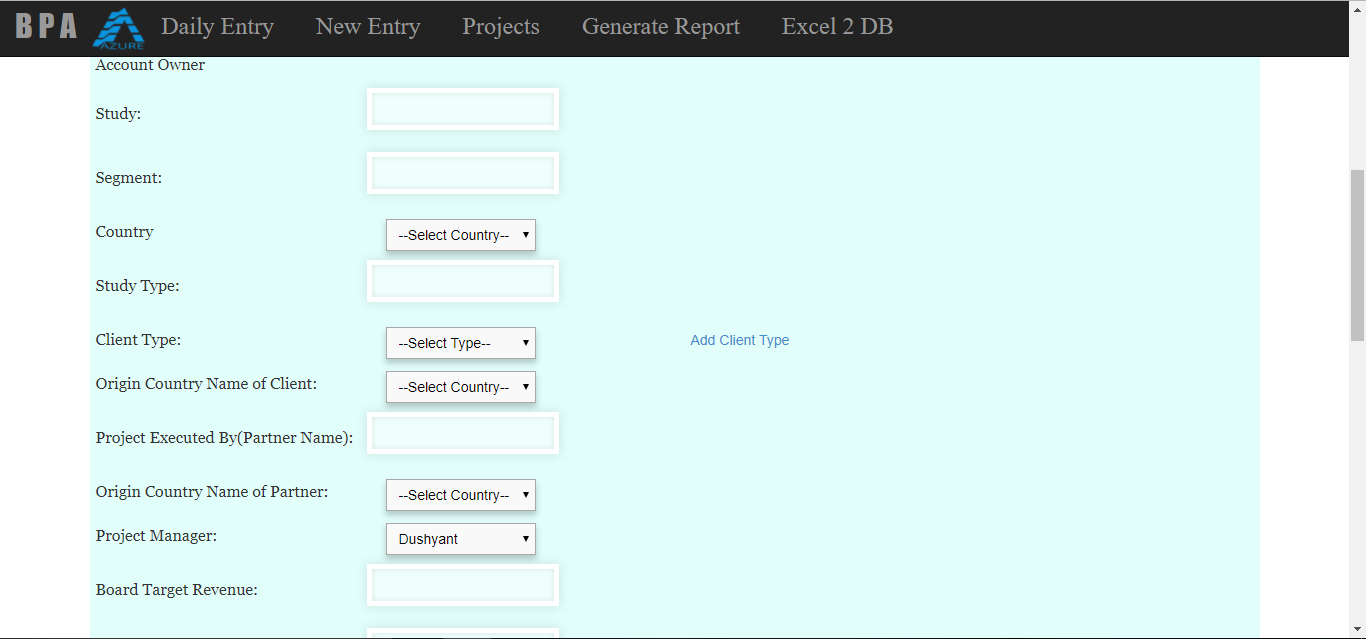 BPA AZURE Daily Entry New Entry Projects Generate Report Excel 2 DB
Account Owner
Study:
Segment:
Country --Select Country--
Study Type:
Client Type: --Select Type-- Add Client Type
Origin Country Name of Client: --Select Country--
Project Executed By(Partner Name):
Origin Country Name of Partner: --Select Country--
Project Manager: Dushyant
Board Target Revenue: